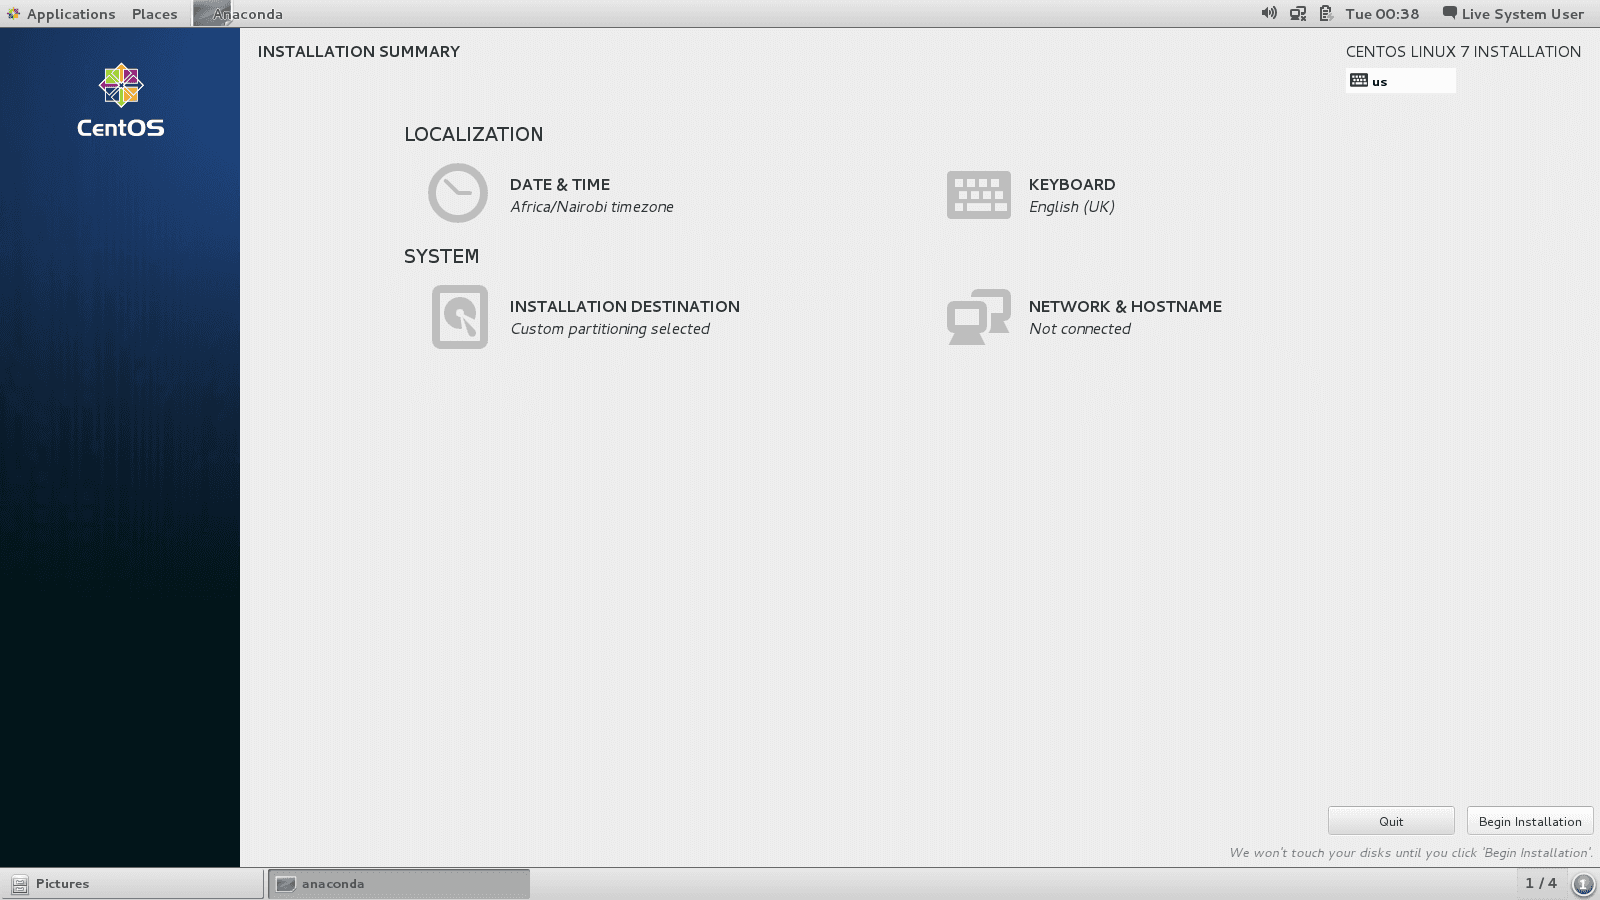 Applications Places Anaconda Tue 00:38 Live System User
INSTALLATION SUMMARY
CENTOS LINUX 7 INSTALLATION
us
CentOS
LOCALIZATION
DATE & TIME
Africa/Nairobi timezone
KEYBOARD
English (UK)
SYSTEM
INSTALLATION DESTINATION
Custom partitioning selected
NETWORK & HOSTNAME
Not connected
Quit
Begin Installation
We won't touch your disks until you click 'Begin Installation'.
Pictures anaconda 1 / 4 1